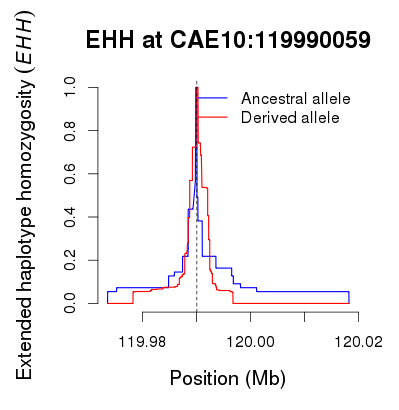 EHH at CAE10:119990059
Extended haplotype homozygosity (EHH)
1.0
0.8
0.6
0.4
0.2
0.0
Ancestral allele
Derived allele
119.98 120.00 120.02
Position (Mb)